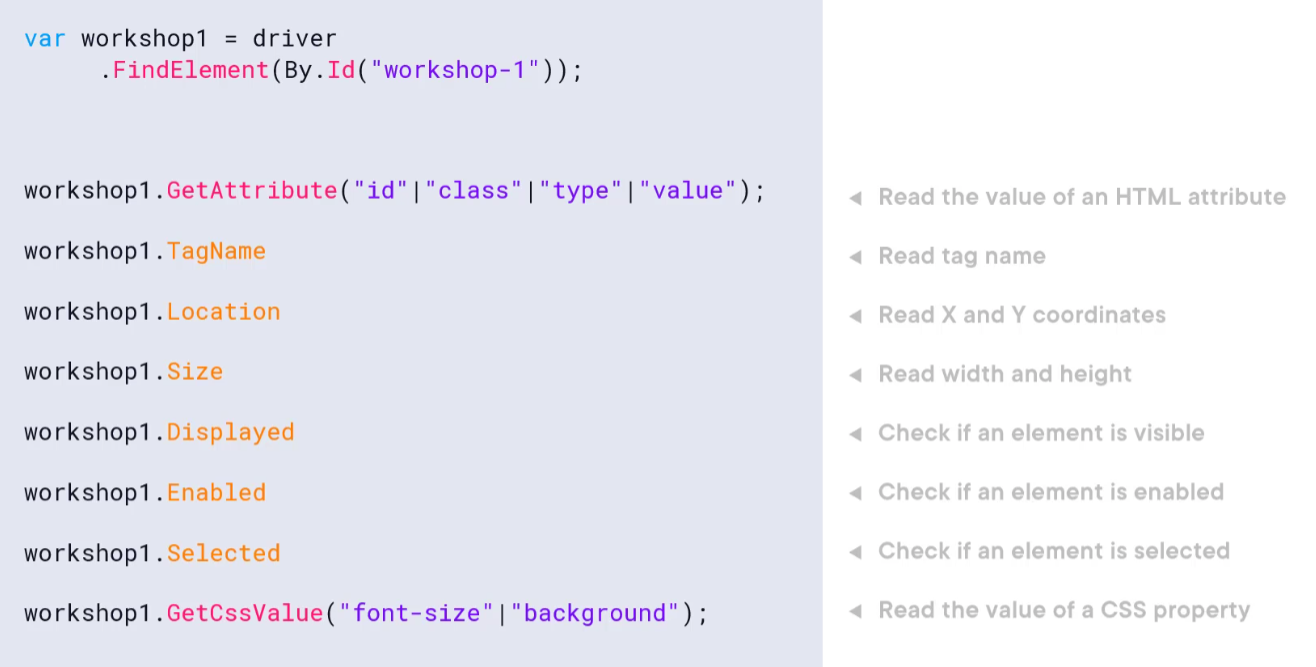 var workshop1 = driver
.FindElement(By.Id("workshop-1"));
workshop1.GetAttribute("id"|"class"|"type"|"value");
◄ Read the value of an HTML attribute
workshop1.TagName
◄ Read tag name
workshop1.Location
◄ Read X and Y coordinates
workshop1.Size
◄ Read width and height
workshop1.Displayed
◄ Check if an element is visible
workshop1.Enabled
◄ Check if an element is enabled
workshop1.Selected
◄ Check if an element is selected
workshop1.GetCssValue("font-size"|"background");
◄ Read the value of a CSS property